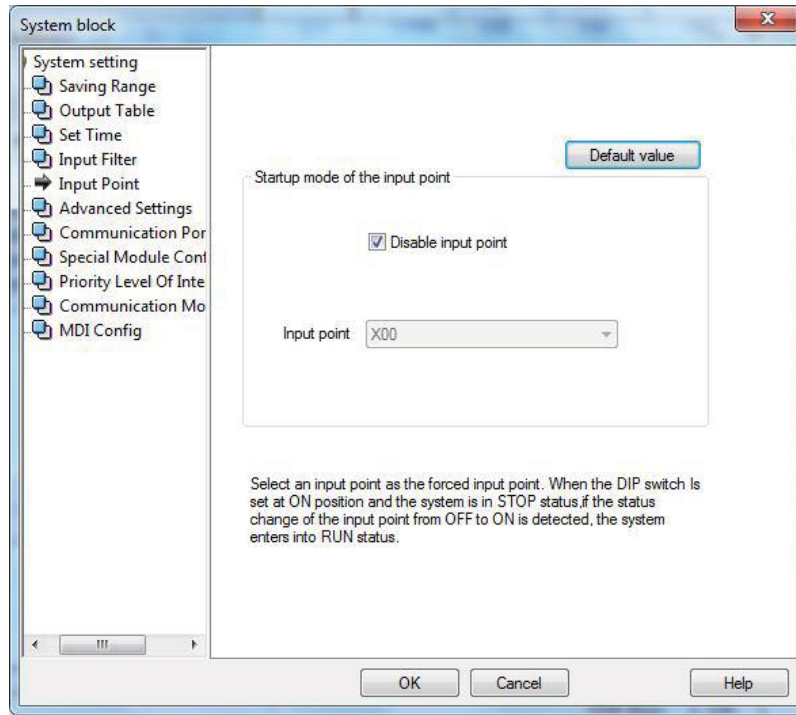 System block
System setting
Saving Range
Output Table
Set Time
Input Filter
Input Point
Advanced Settings
Communication Por
Special Module Conf
Priority Level Of Inte
Communication Mo
MDI Config
Default value
Startup mode of the input point
Disable input point
Input point X00
Select an input point as the forced input point. When the DIP switch Is
set at ON position and the system is in STOP status,if the status
change of the input point from OFF to ON is detected, the system
enters into RUN status.
OK Cancel Help